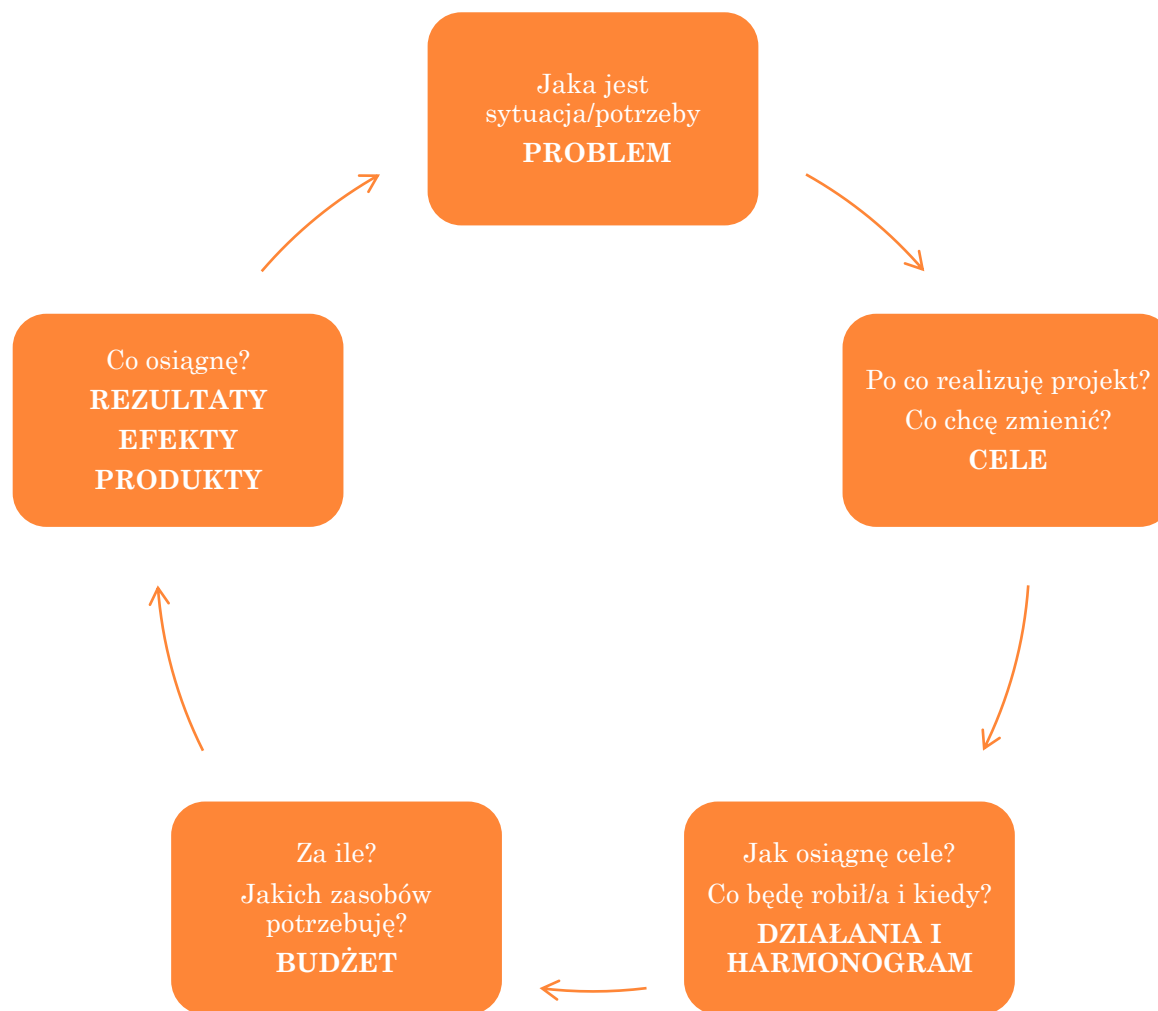 Jaka jest
sytuacja/potrzeby
PROBLEM
Po co realizuję projekt?
Co chcę zmienić?
CELE
Jak osiągnę cele?
Co będę robił/a i kiedy?
DZIAŁANIA I
HARMONOGRAM
Za ile?
Jakich zasobów
potrzebuję?
BUDŻET
Co osiągnę?
REZULTATY
EFEKTY
PRODUKTY